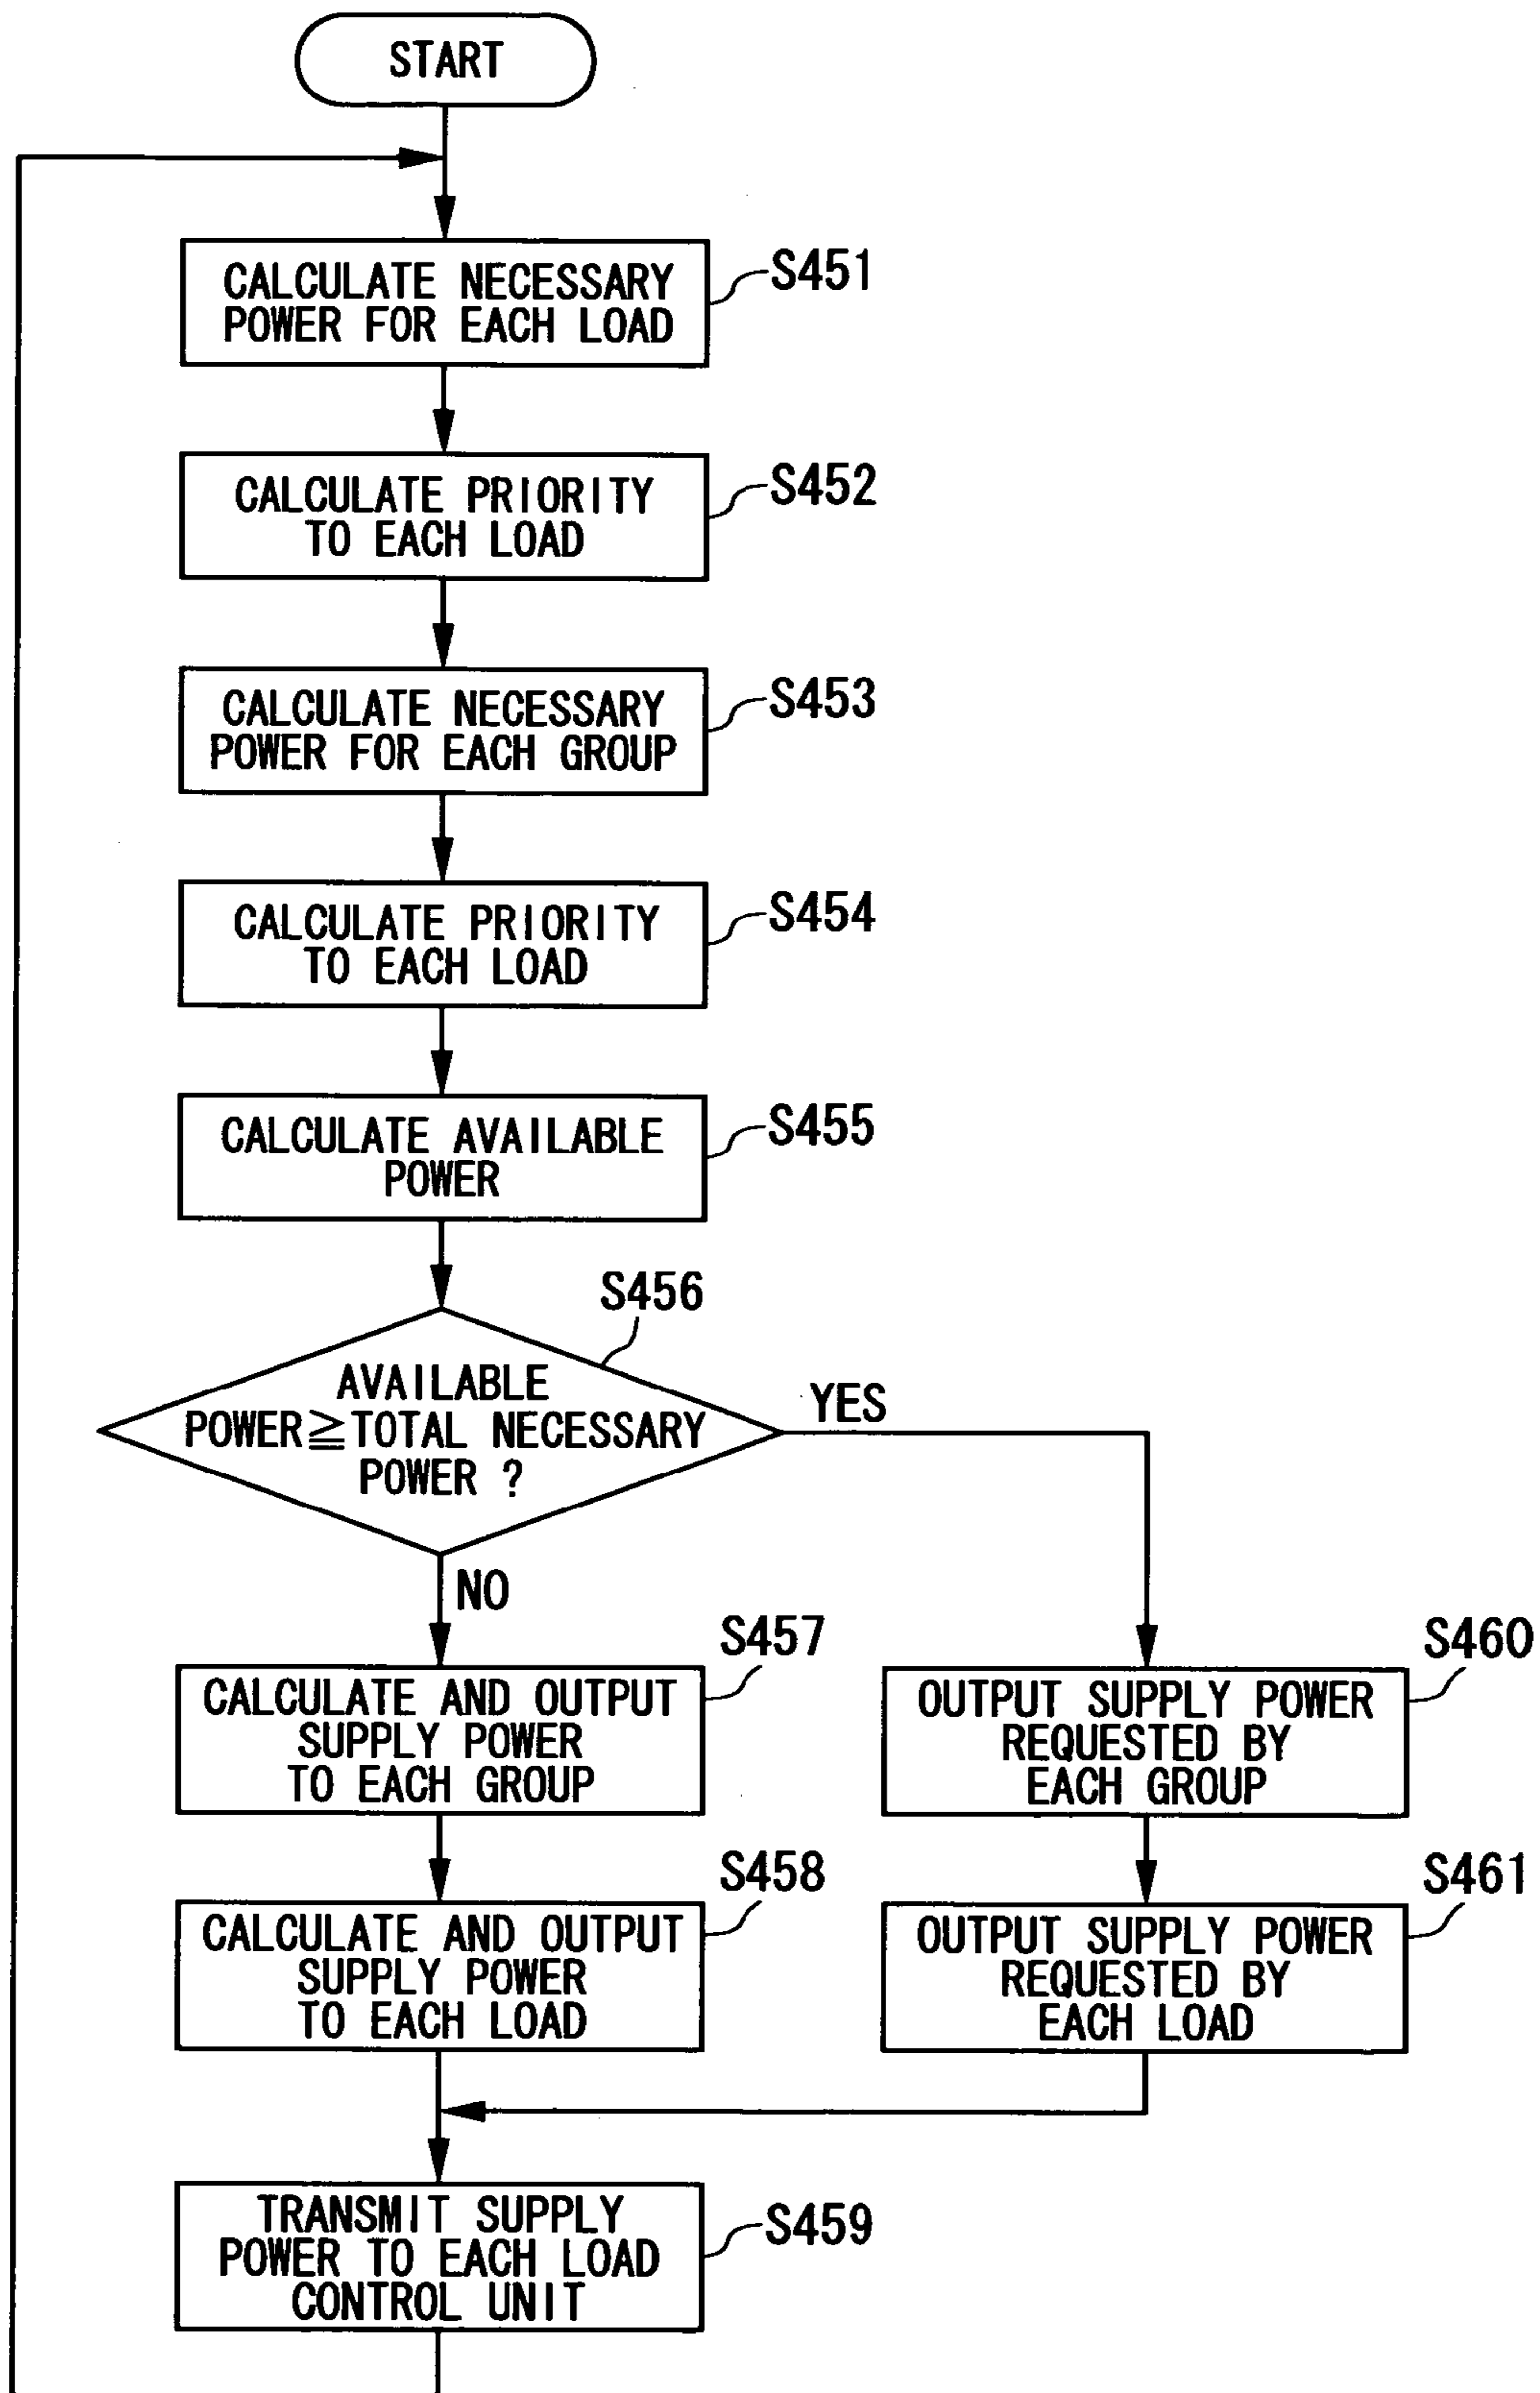 START
CALCULATE NECESSARY
POWER FOR EACH LOAD
S451
CALCULATE PRIORITY
TO EACH LOAD
S452
CALCULATE NECESSARY
POWER FOR EACH GROUP
S453
CALCULATE PRIORITY
TO EACH LOAD
S454
CALCULATE AVAILABLE
POWER
S455
S456
AVAILABLE
POWER≧TOTAL NECESSARY
POWER ?
YES
NO
S457
CALCULATE AND OUTPUT
SUPPLY POWER
TO EACH GROUP
S460
OUTPUT SUPPLY POWER
REQUESTED BY
EACH GROUP
S458
CALCULATE AND OUTPUT
SUPPLY POWER
TO EACH LOAD
S461
OUTPUT SUPPLY POWER
REQUESTED BY
EACH LOAD
TRANSMIT SUPPLY
POWER TO EACH LOAD
CONTROL UNIT
S459